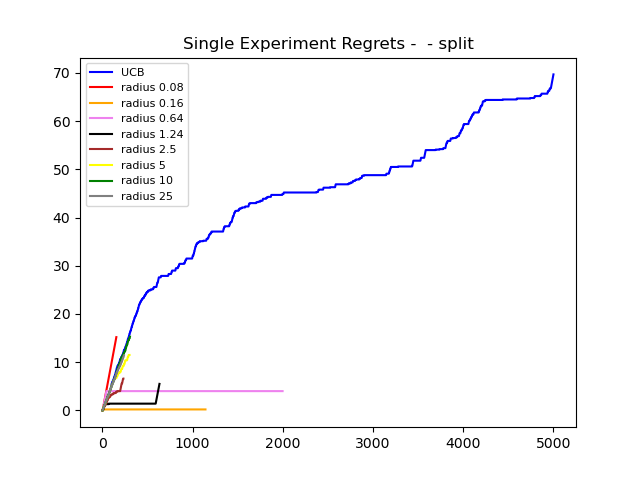 Single Experiment Regrets -  - split
70
60
50
40
30
20
10
0
UCB
radius 0.08
radius 0.16
radius 0.64
radius 1.24
radius 2.5
radius 5
radius 10
radius 25
0 1000 2000 3000 4000 5000